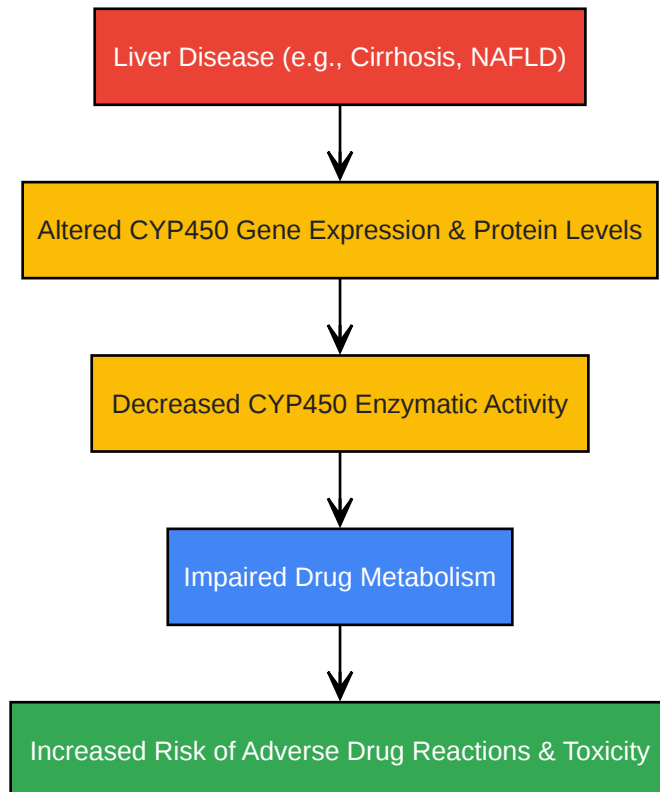 Liver Disease (e.g., Cirrhosis, NAFLD)
Altered CYP450 Gene Expression & Protein Levels
Decreased CYP450 Enzymatic Activity
Impaired Drug Metabolism
Increased Risk of Adverse Drug Reactions & Toxicity